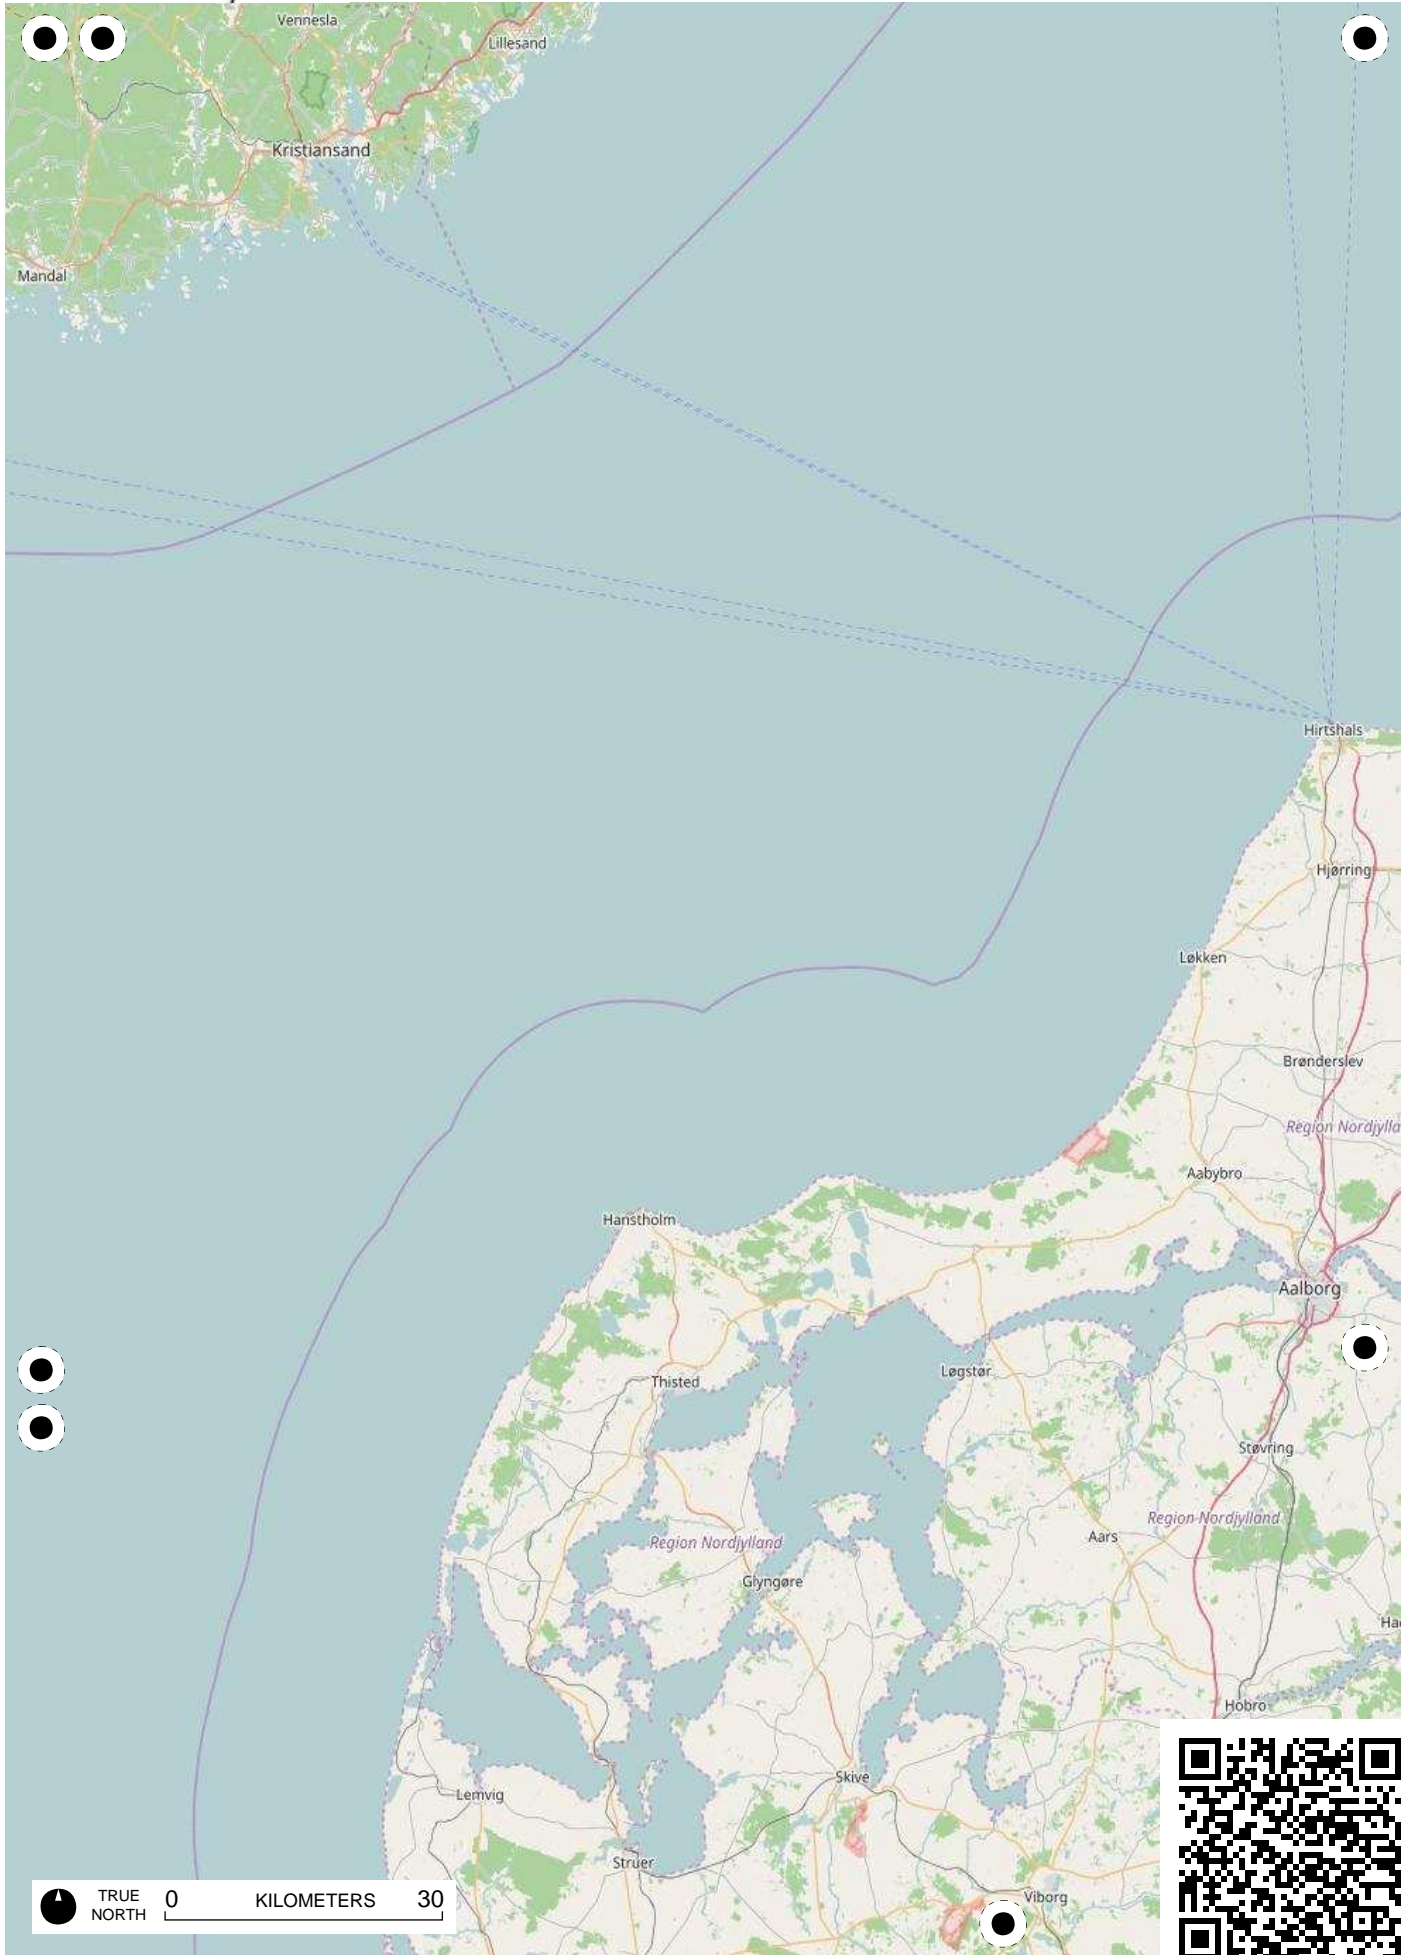 Vennesla
Lillesand
Kristiansand
Mandal
Hirtshals
Hjørring
Løkken
Brønderslev
Region Nordjylla
Aabybro
Hanstholm
Aalborg
Løgstør
Thisted
Støvring
Region Nordjylland
Aars
Region Nordjylland
Glyngøre
Ha
Hobro
Skive
Lemvig
Struer
Viborg
TRUE
NORTH
0 KILOMETERS 30